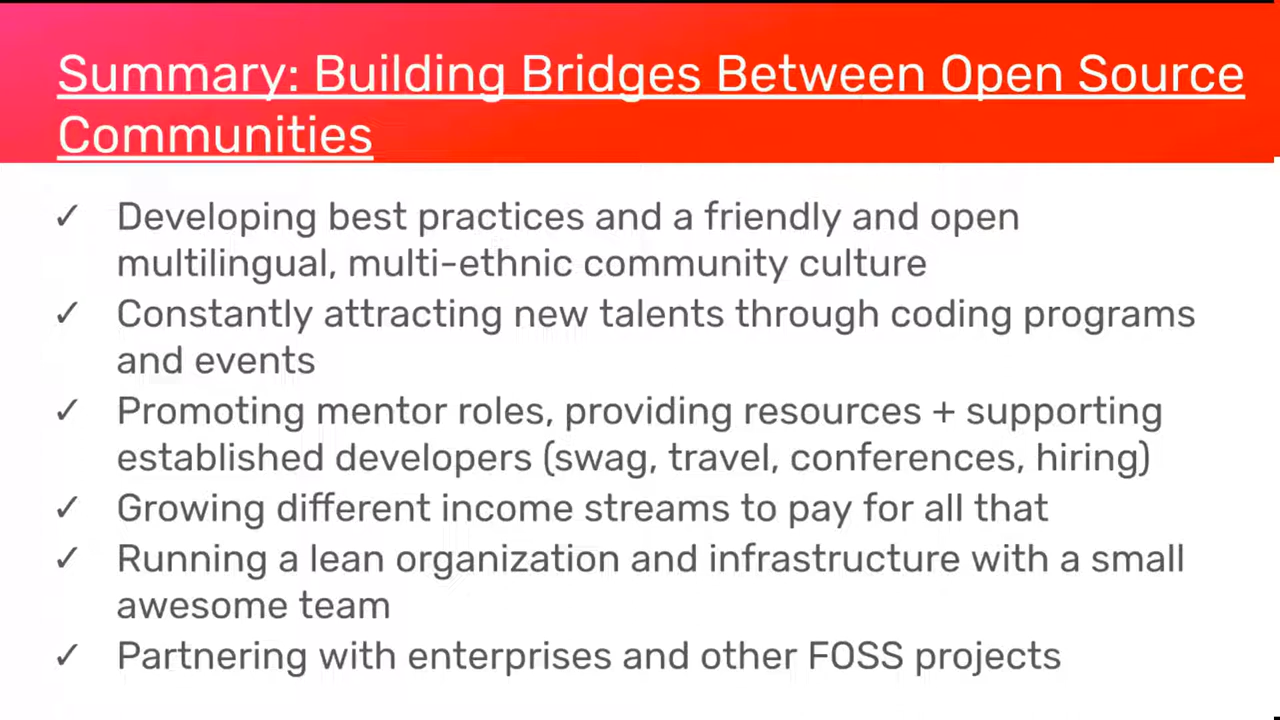 Summary: Building Bridges Between Open Source
Communities
✓ Developing best practices and a friendly and open
multilingual, multi-ethnic community culture
✓ Constantly attracting new talents through coding programs
and events
✓ Promoting mentor roles, providing resources + supporting
established developers (swag, travel, conferences, hiring)
✓ Growing different income streams to pay for all that
✓ Running a lean organization and infrastructure with a small
awesome team
✓ Partnering with enterprises and other FOSS projects